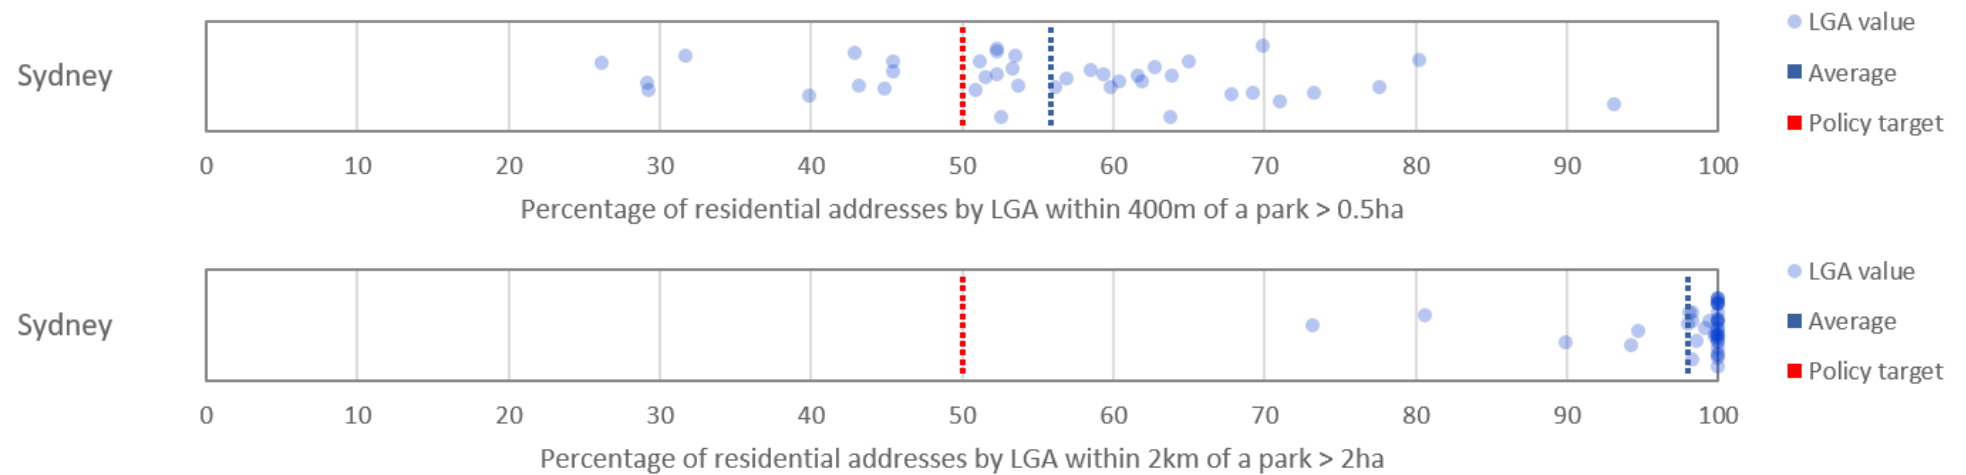 LGA value
Sydney
Average
Policy target
0 10 20 30 40 50 60 70 80 90 100
Percentage of residential addresses by LGA within 400m of a park > 0.5ha
LGA value
Sydney
Average
Policy target
0 10 20 30 40 50 60 70 80 90 100
Percentage of residential addresses by LGA within 2km of a park > 2ha